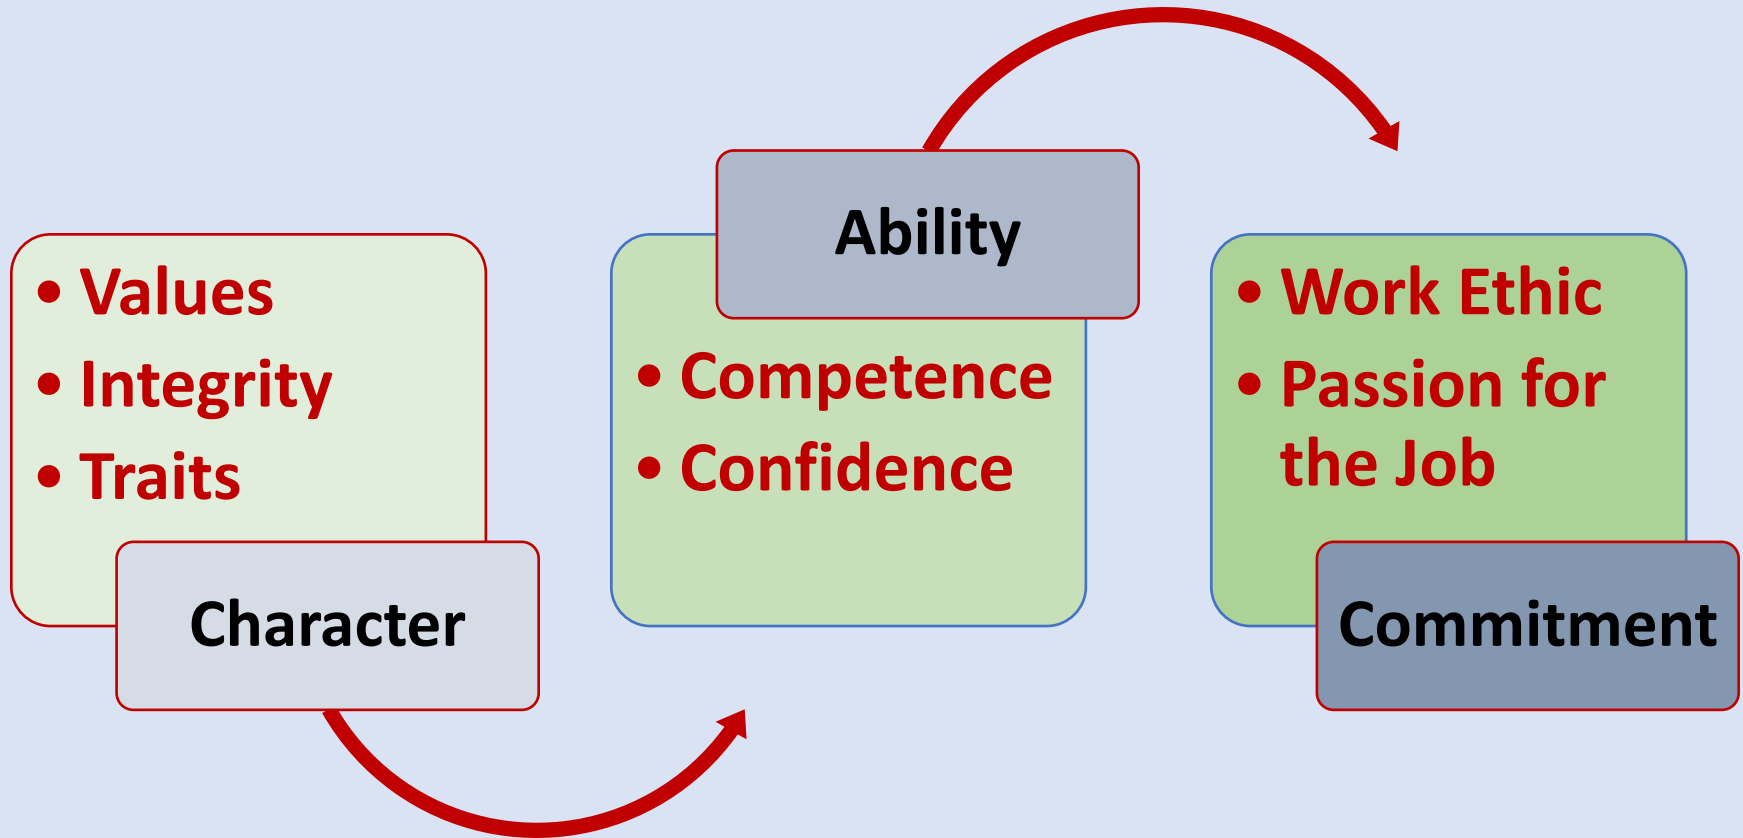 • Values
• Integrity
• Traits
Character
Ability
• Competence
• Confidence
• Work Ethic
• Passion for
the Job
Commitment